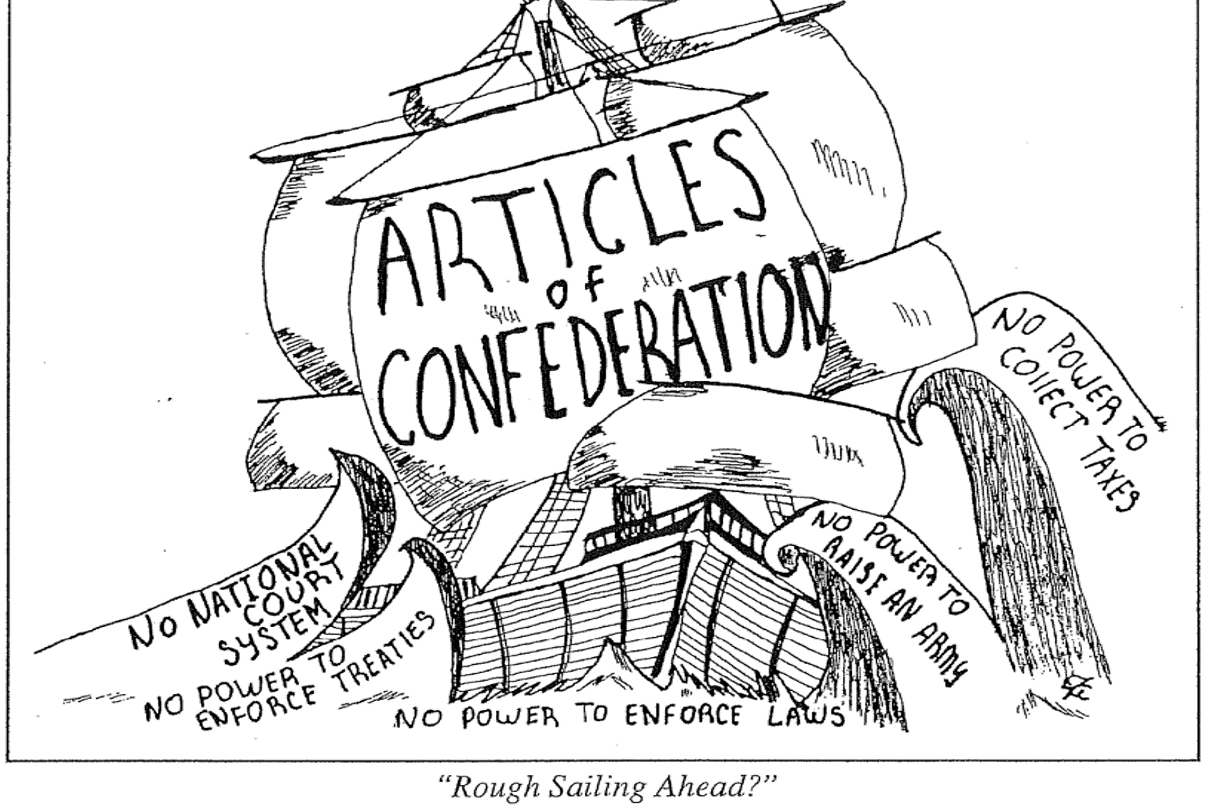 ARTICLES
of
CONFEDERATION
NO POWER TO
COllECT TAXES
NO POWER TO
RAISE AN ARMY
NO NATIONAL
COURT
SYSTEM
NO POWER TO
ENFORCE TREATIES
NO POWER TO ENFORCE LAWS
"Rough Sailing Ahead?"